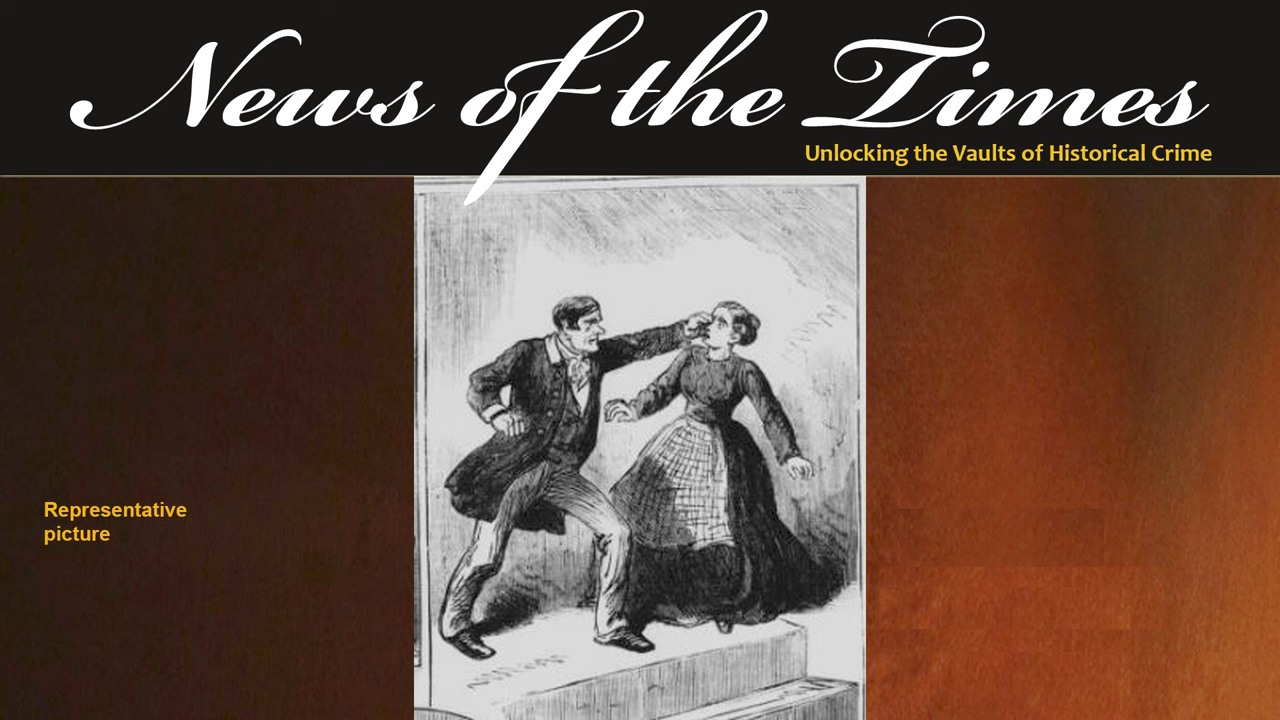 News of the Times
Unlocking the Vaults of Historical Crime
Representative
picture